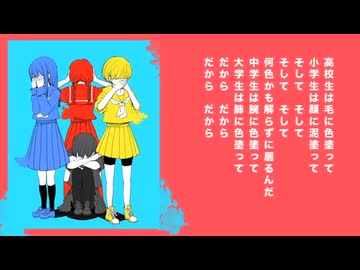 高校生は毛に色塗って
小学生は顔に泥塗って
そして　そして
そして　そして
何色かも解らずに居るんだ
中学生は腕に色塗って
大学生は肺に色塗って
だから　だから
だから　だから